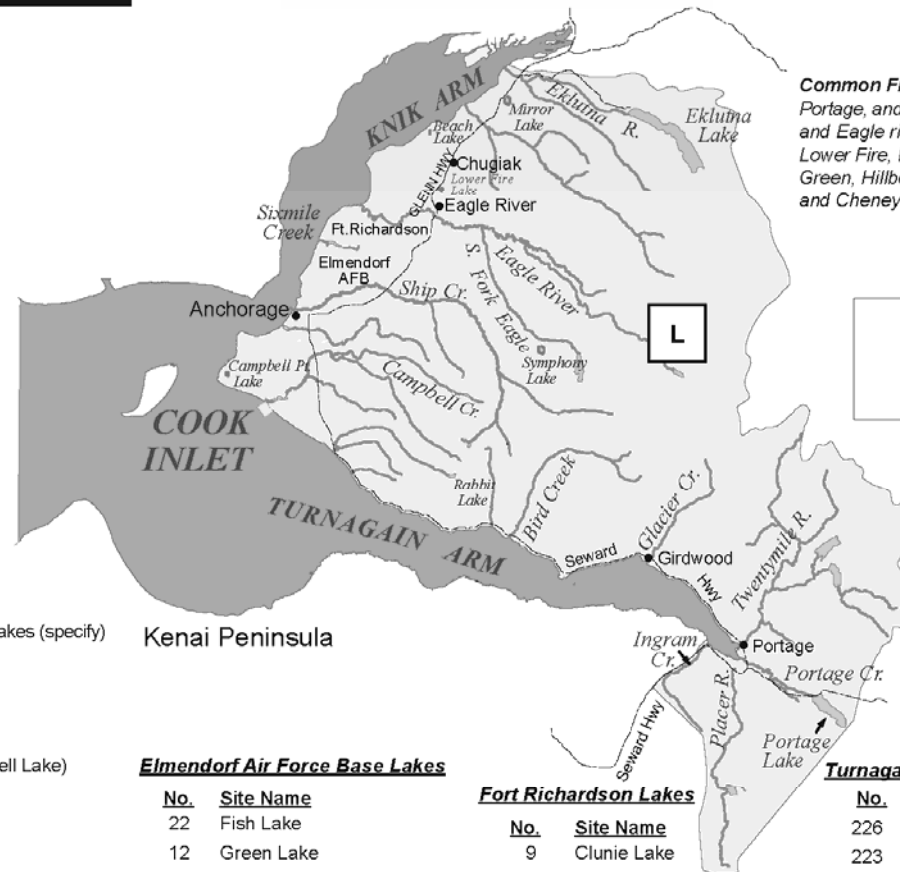 Common F
Portage, and
and Eagle ri
Lower Fire,
Green, Hillb
and Cheney
KNIK ARM
Eklutna R.
Mirror
Lake
Eklutna
Lake
Beach
Lake
Chugiak
Lower Fire
Lake
GLENN HWY
Eagle River
Sixmile
Creek
Ft.Richardson
Elmendorf
AFB
S. Fork Eagle
Eagle River
Ship Cr.
Anchorage
L
Symphony
Lake
Campbell Pt.
Lake
Campbell Cr.
COOK
INLET
Rabbit
Lake
Bird Creek
Glacier Cr.
TURNAGAIN ARM
Seward
Girdwood
Hwy
Twentymile R.
akes (specify)
Kenai Peninsula
Ingram
Cr.
Portage
Portage Cr.
Placer R.
Seward Hwy
Portage
Lake
ell Lake)
Elmendorf Air Force Base Lakes
No. Site Name
22 Fish Lake
12 Green Lake
Fort Richardson Lakes
No. Site Name
9 Clunie Lake
Turnaga
No.
226
223